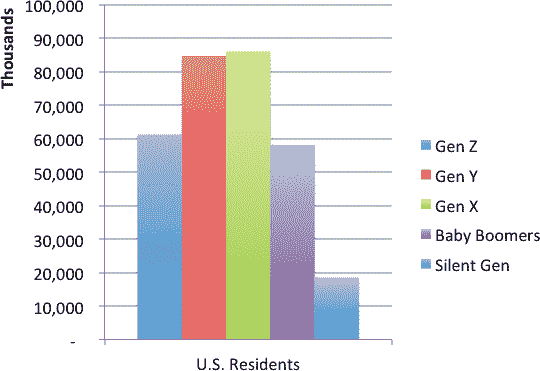 Thousands
100,000
90,000
80,000
70,000
60,000
50,000
40,000
30,000
20,000
10,000
-
U.S. Residents
Gen Z
Gen Y
Gen X
Baby Boomers
Silent Gen